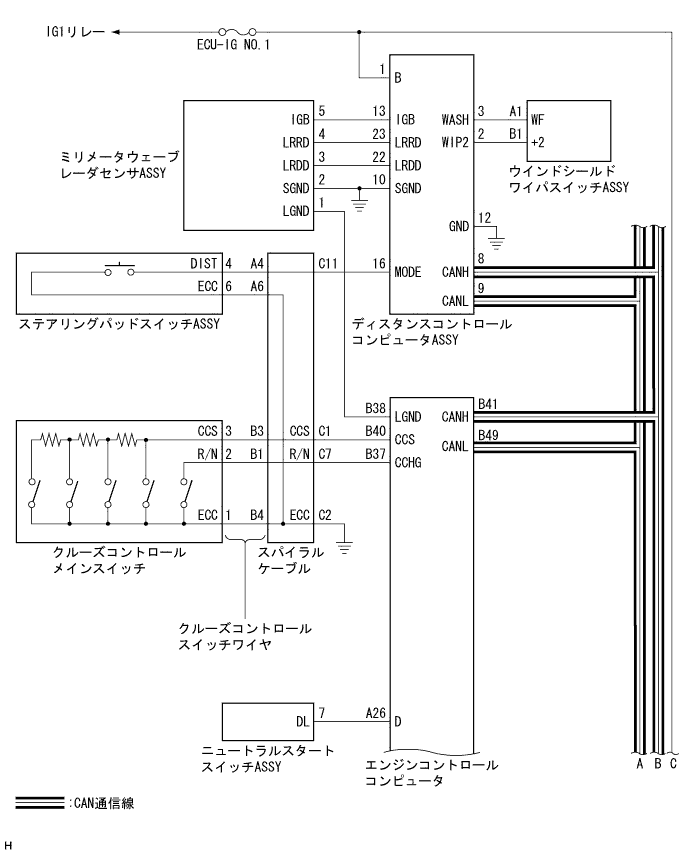 IG1リレー
ECU-IG NO.1
1 B
ミリメータウェーブ
レーダセンサASSY
IGB 5 13 IGB
LRRD 4 23 LRRD
LRDD 3 22 LRDD
SGND 2 10 SGND
LGND 1
WASH 3 A1 WF
WIP2 2 B1 +2
ウインドシールド
ワイパスイッチASSY
GND 12
DIST 4 A4 C11 16 MODE
ECC 6 A6
CANH 8
CANL 9
ステアリングパッドスイッチASSY
ディスタンスコントロール
コンピュータASSY
B38 LGND CANH B41
CCS 3 B3 CCS C1 B40 CCS
CANL B49
R/N 2 B1 R/N C7 B37 CCHG
ECC 1 B4 ECC C2
クルーズコントロール
メインスイッチ
スパイラル
ケーブル
クルーズコントロール
スイッチワイヤ
DL 7 A26 D
ニュートラルスタート
スイッチASSY
エンジンコントロール
コンピュータ
A B C
:CAN通信線
H